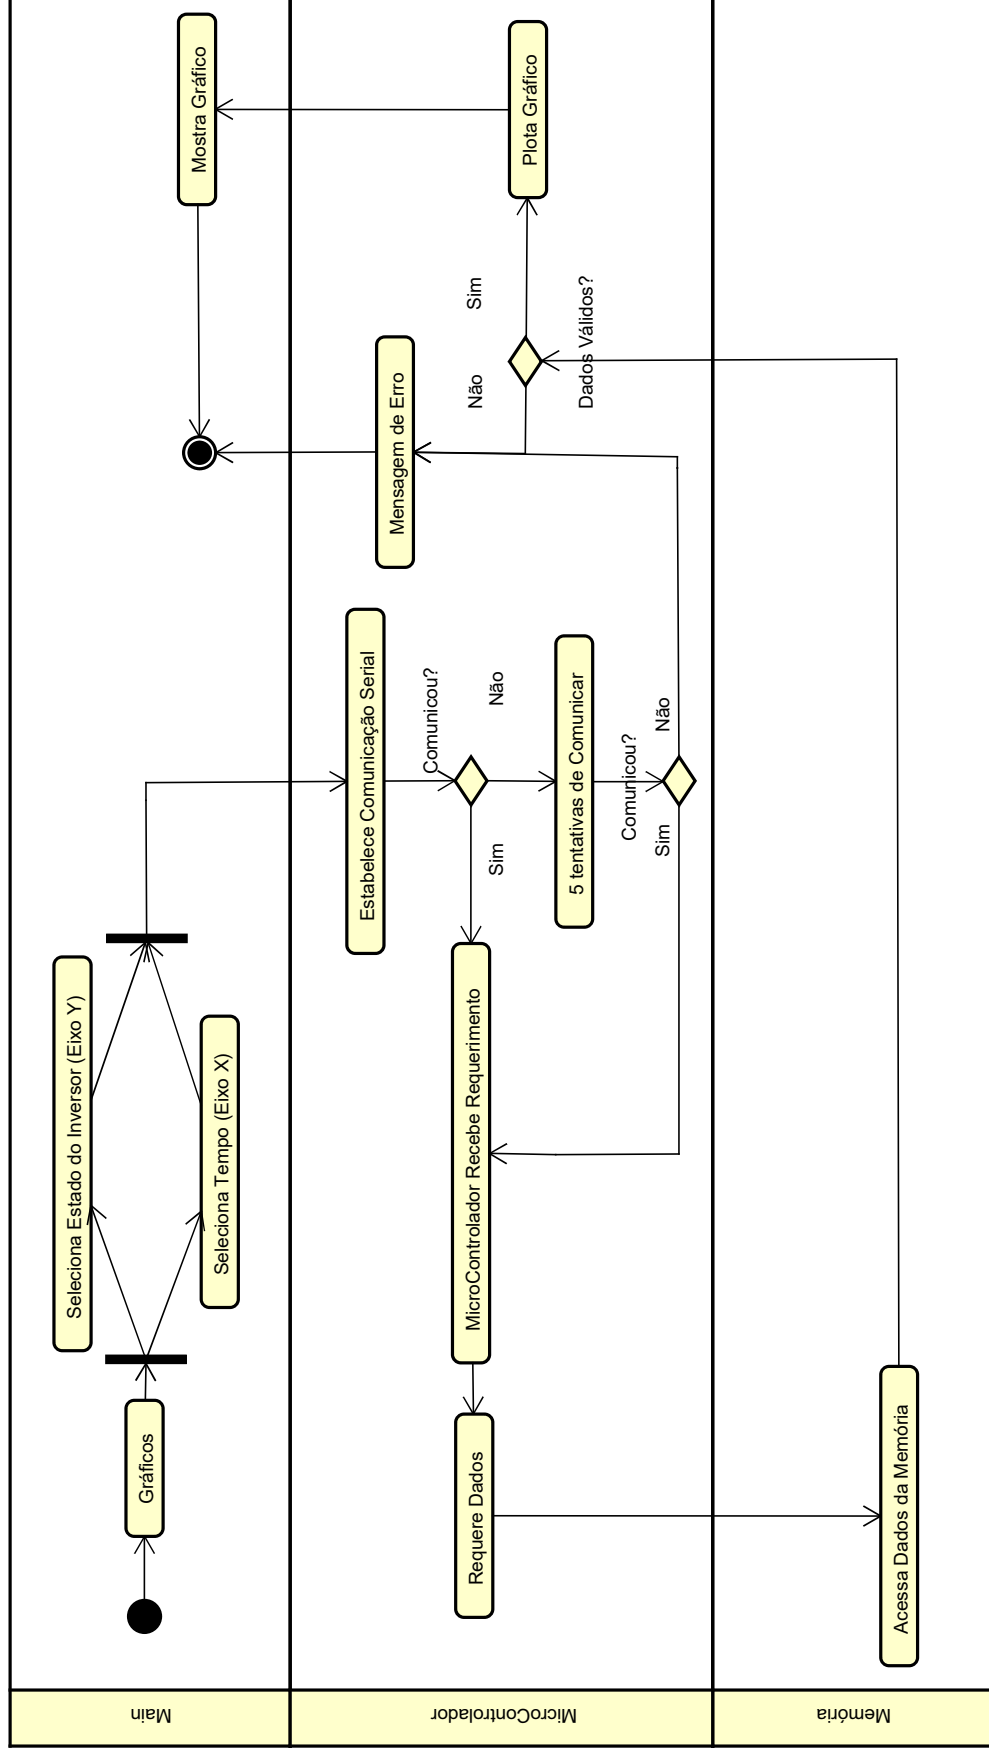 Main
MicroControlador
Memória
Gráficos
Seleciona Estado do Inversor (Eixo Y)
Seleciona Tempo (Eixo X)
Estabelece Comunicação Serial
Comunicou?
Sim
Não
5 tentativas de Comunicar
Comunicou?
Sim
Não
MicroControlador Recebe Requerimento
Requere Dados
Acessa Dados da Memória
Dados Válidos?
Não
Sim
Mensagem de Erro
Plota Gráfico
Mostra Gráfico